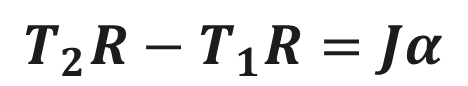 T₂R − T₁R = Jα